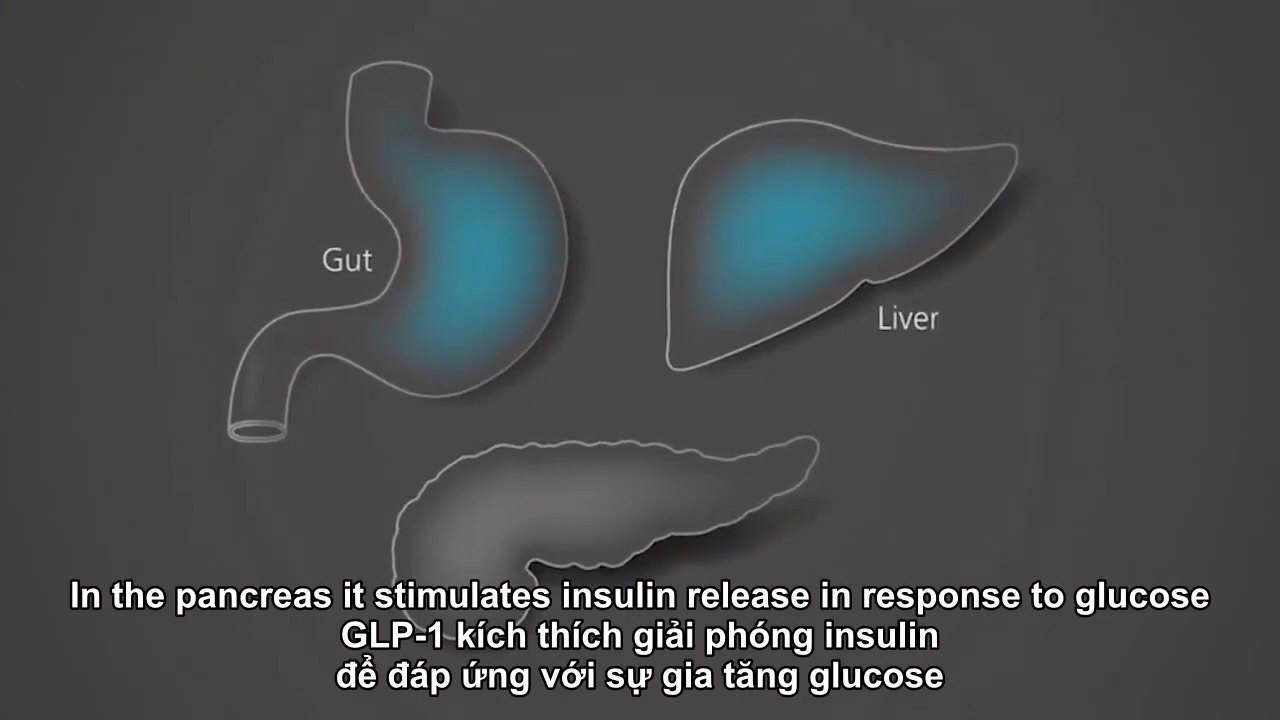 Gut
Liver
In the pancreas it stimulates insulin release in response to glucose
GLP-1 kích thích giải phóng insulin
để đáp ứng với sự gia tăng glucose